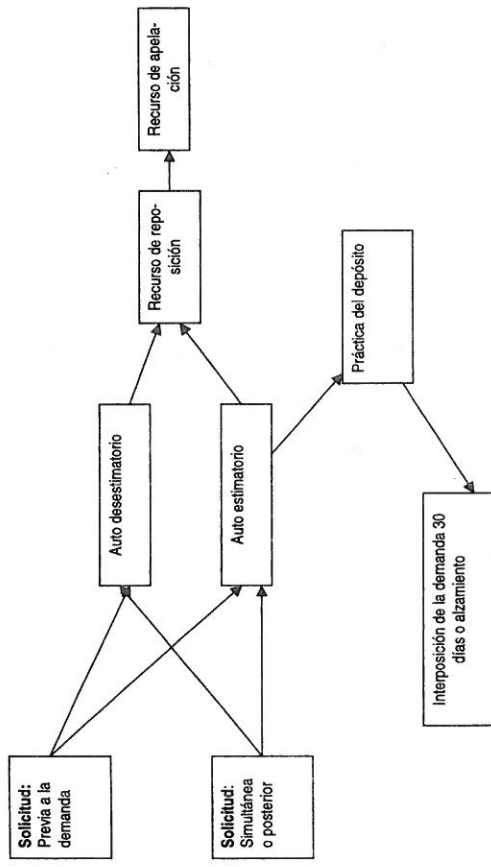 Solicitud:
Previa a la
demanda
Solicitud:
Simultánea
o posterior
Auto desestimatorio
Auto estimatorio
Recurso de repo-
sición
Recurso de apela-
ción
Práctica del depósito
Interposición de la demanda 30
días o alzamiento